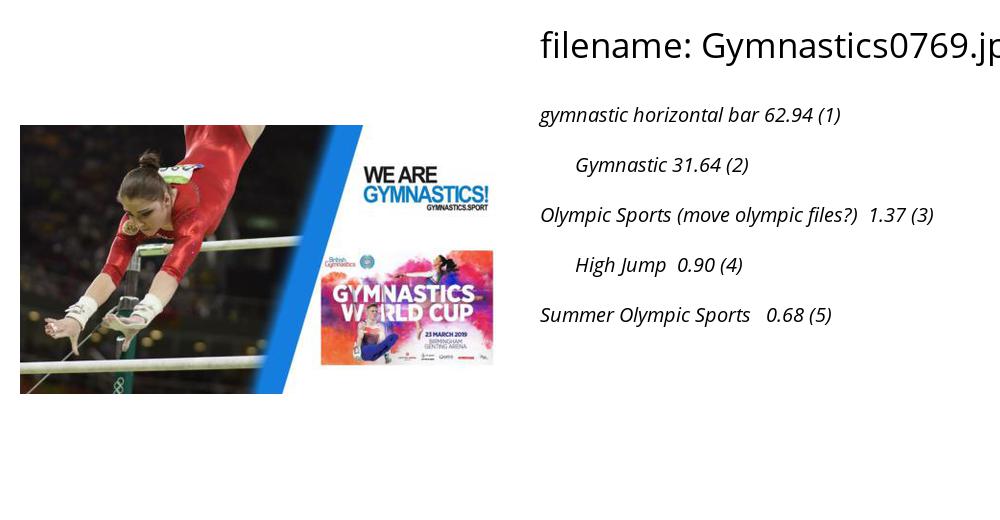 filename: Gymnastics0769.jp
gymnastic horizontal bar 62.94 (1)
Gymnastic 31.64 (2)
Olympic Sports (move olympic files?)  1.37 (3)
High Jump  0.90 (4)
Summer Olympic Sports   0.68 (5)
WE ARE
GYMNASTICS!
GYMNASTICS.SPORT
British
Gymnastics
GYMNASTICS
WORLD CUP
23 MARCH 2019
BIRMINGHAM
GENTING ARENA